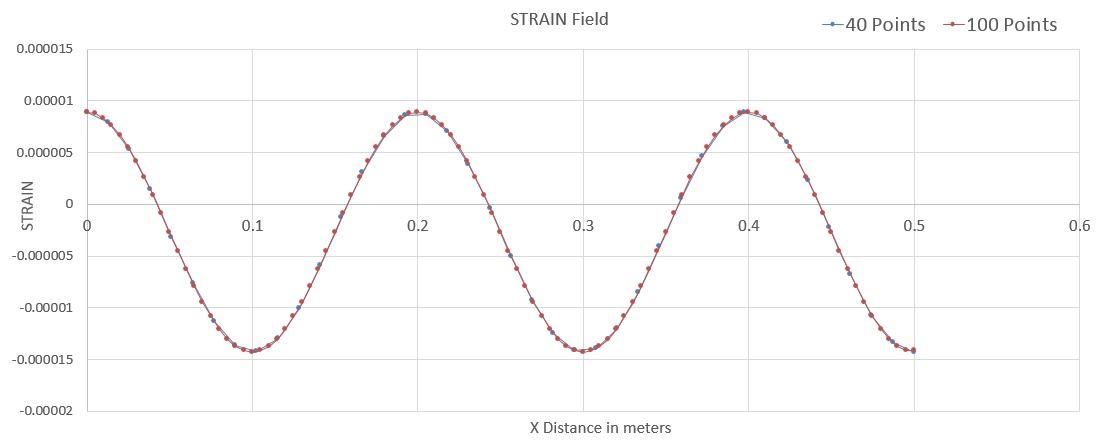 STRAIN Field
40 Points 100 Points
0.000015
0.00001
0.000005
0
-0.000005
-0.00001
-0.000015
-0.00002
STRAIN
0 0.1 0.2 0.3 0.4 0.5 0.6
X Distance in meters